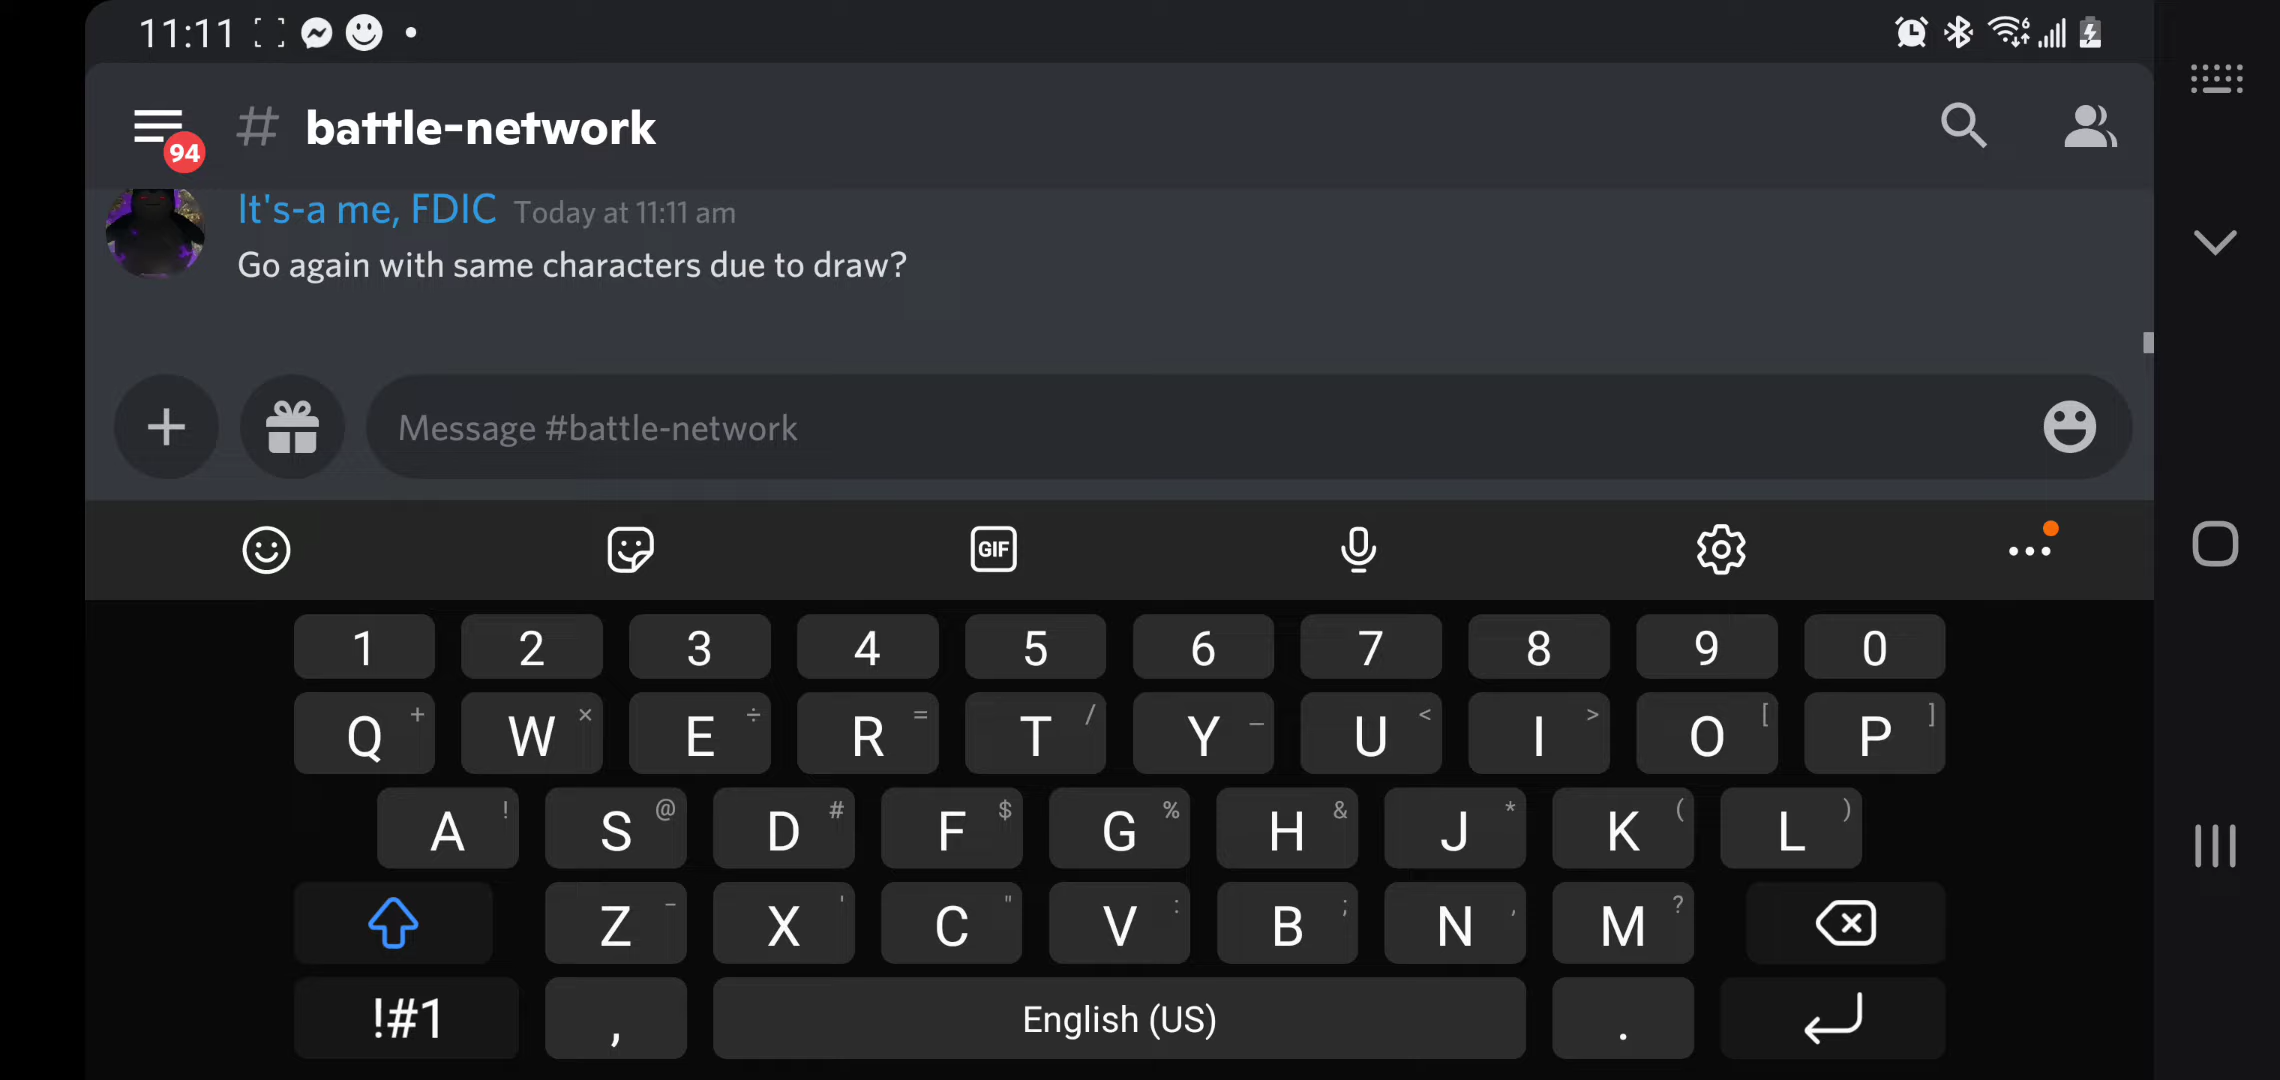 11:11
6
94
# battle-network
It's-a me, FDIC Today at 11:11 am
Go again with same characters due to draw?
Message #battle-network
GIF
1 2 3 4 5 6 7 8 9 0
Q + W × E ÷ R = T / Y _ U < I > O [ P ]
A ! S @ D # F $ G % H & J * K ( L )
Z - X ' C " V : B ; N , M ?
!#1 , English (US) .